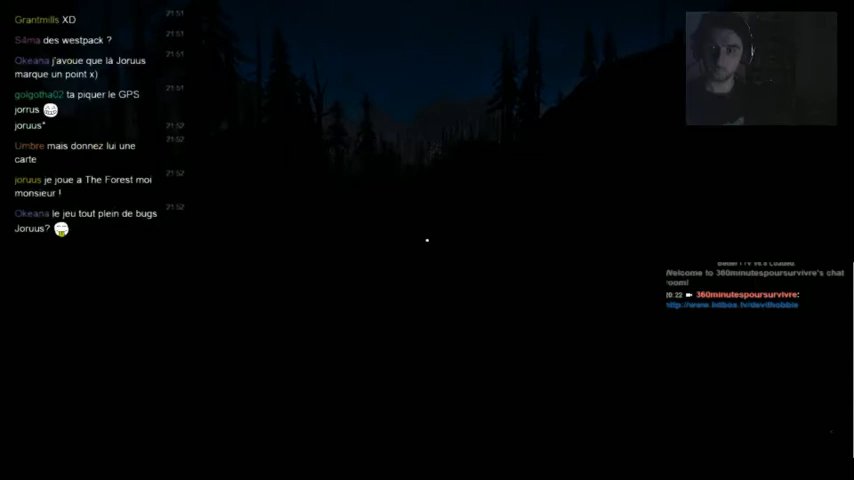 Grantmills XD
21:51
S4ma des westpack ?
21:51
Okeana j'avoue que là Joruus
marque un point x)
21:51
golgotha02 ta piquer le GPS
jorrus
21:51
joruus*
21:52
Umbre mais donnez lui une
carte
21:52
joruus je joue a The Forest moi
monsieur !
21:52
Okeana le jeu tout plein de bugs
Joruus?
21:52
Welcome to 360minutespoursurvivre's chat
room!
20:22 360minutespoursurvivre: